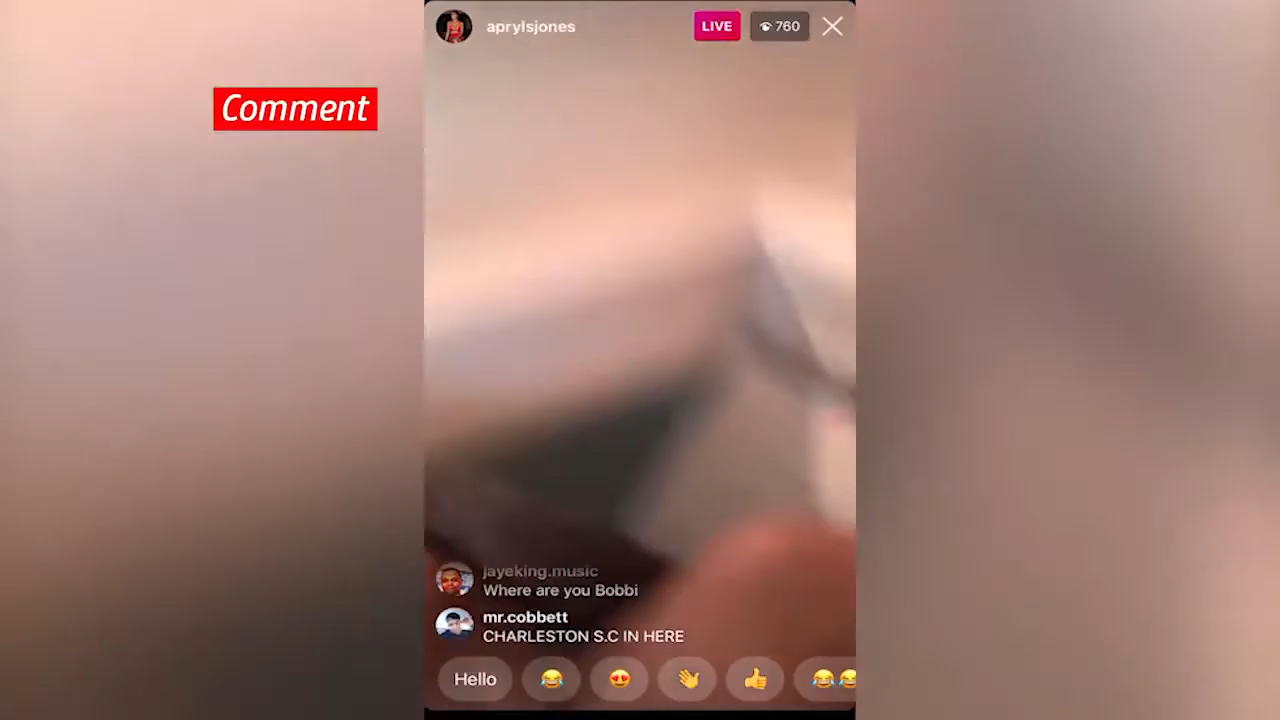 aprylsjones
LIVE
760
Comment
jayeking.music
Where are you Bobbi
mr.cobbett
CHARLESTON S.C IN HERE
Hello